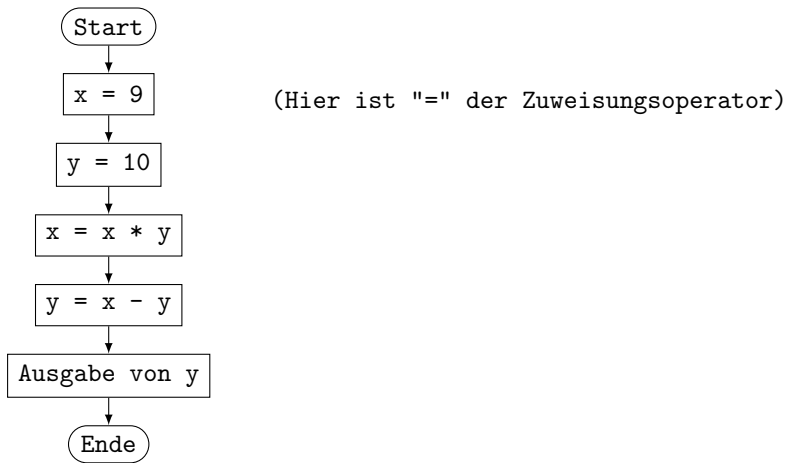 Start
x = 9
(Hier ist "=" der Zuweisungsoperator)
y = 10
x = x * y
y = x - y
Ausgabe von y
Ende